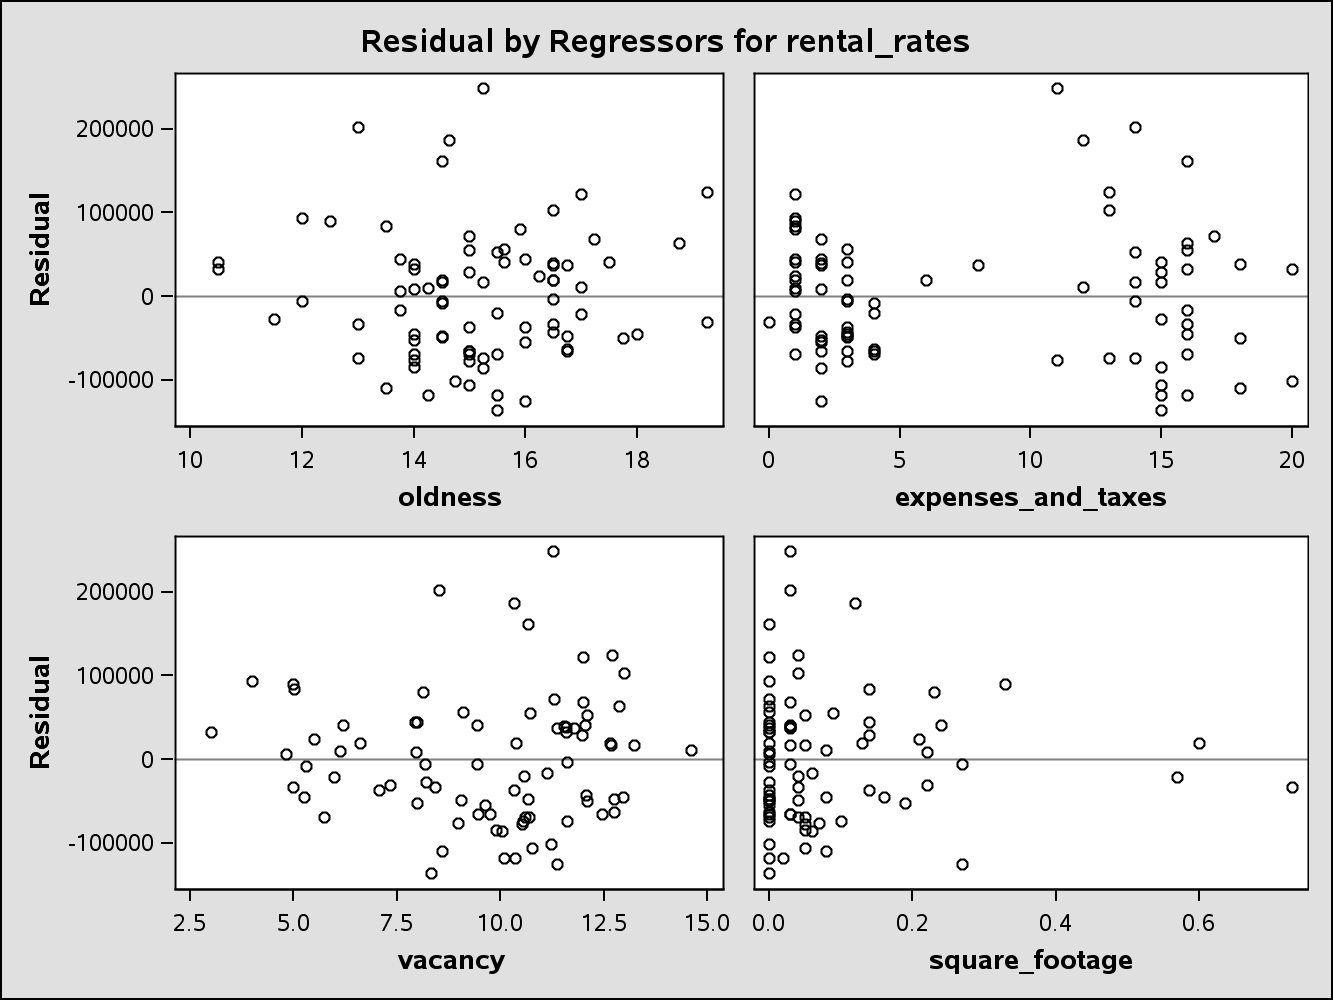 Residual by Regressors for rental_rates
Residual
200000
100000
0
-100000
10 12 14 16 18
oldness
0 5 10 15 20
expenses_and_taxes
Residual
200000
100000
0
-100000
2.5 5.0 7.5 10.0 12.5 15.0
vacancy
0.0 0.2 0.4 0.6
square_footage